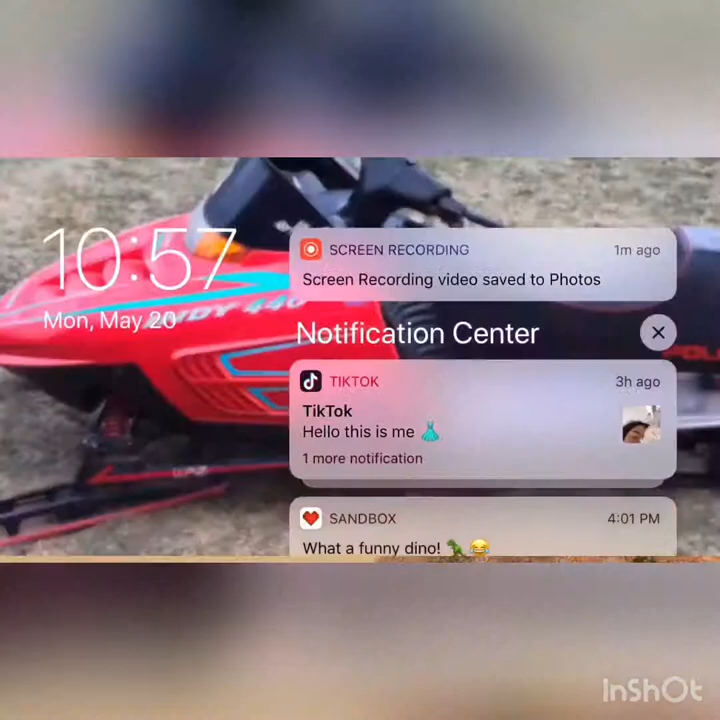 10:57
Mon, May 20
SCREEN RECORDING
1m ago
Screen Recording video saved to Photos
Notification Center
TIKTOK
3h ago
TikTok
Hello this is me 👗
1 more notification
SANDBOX
4:01 PM
What a funny dino! 🦖😂
440
InShOt